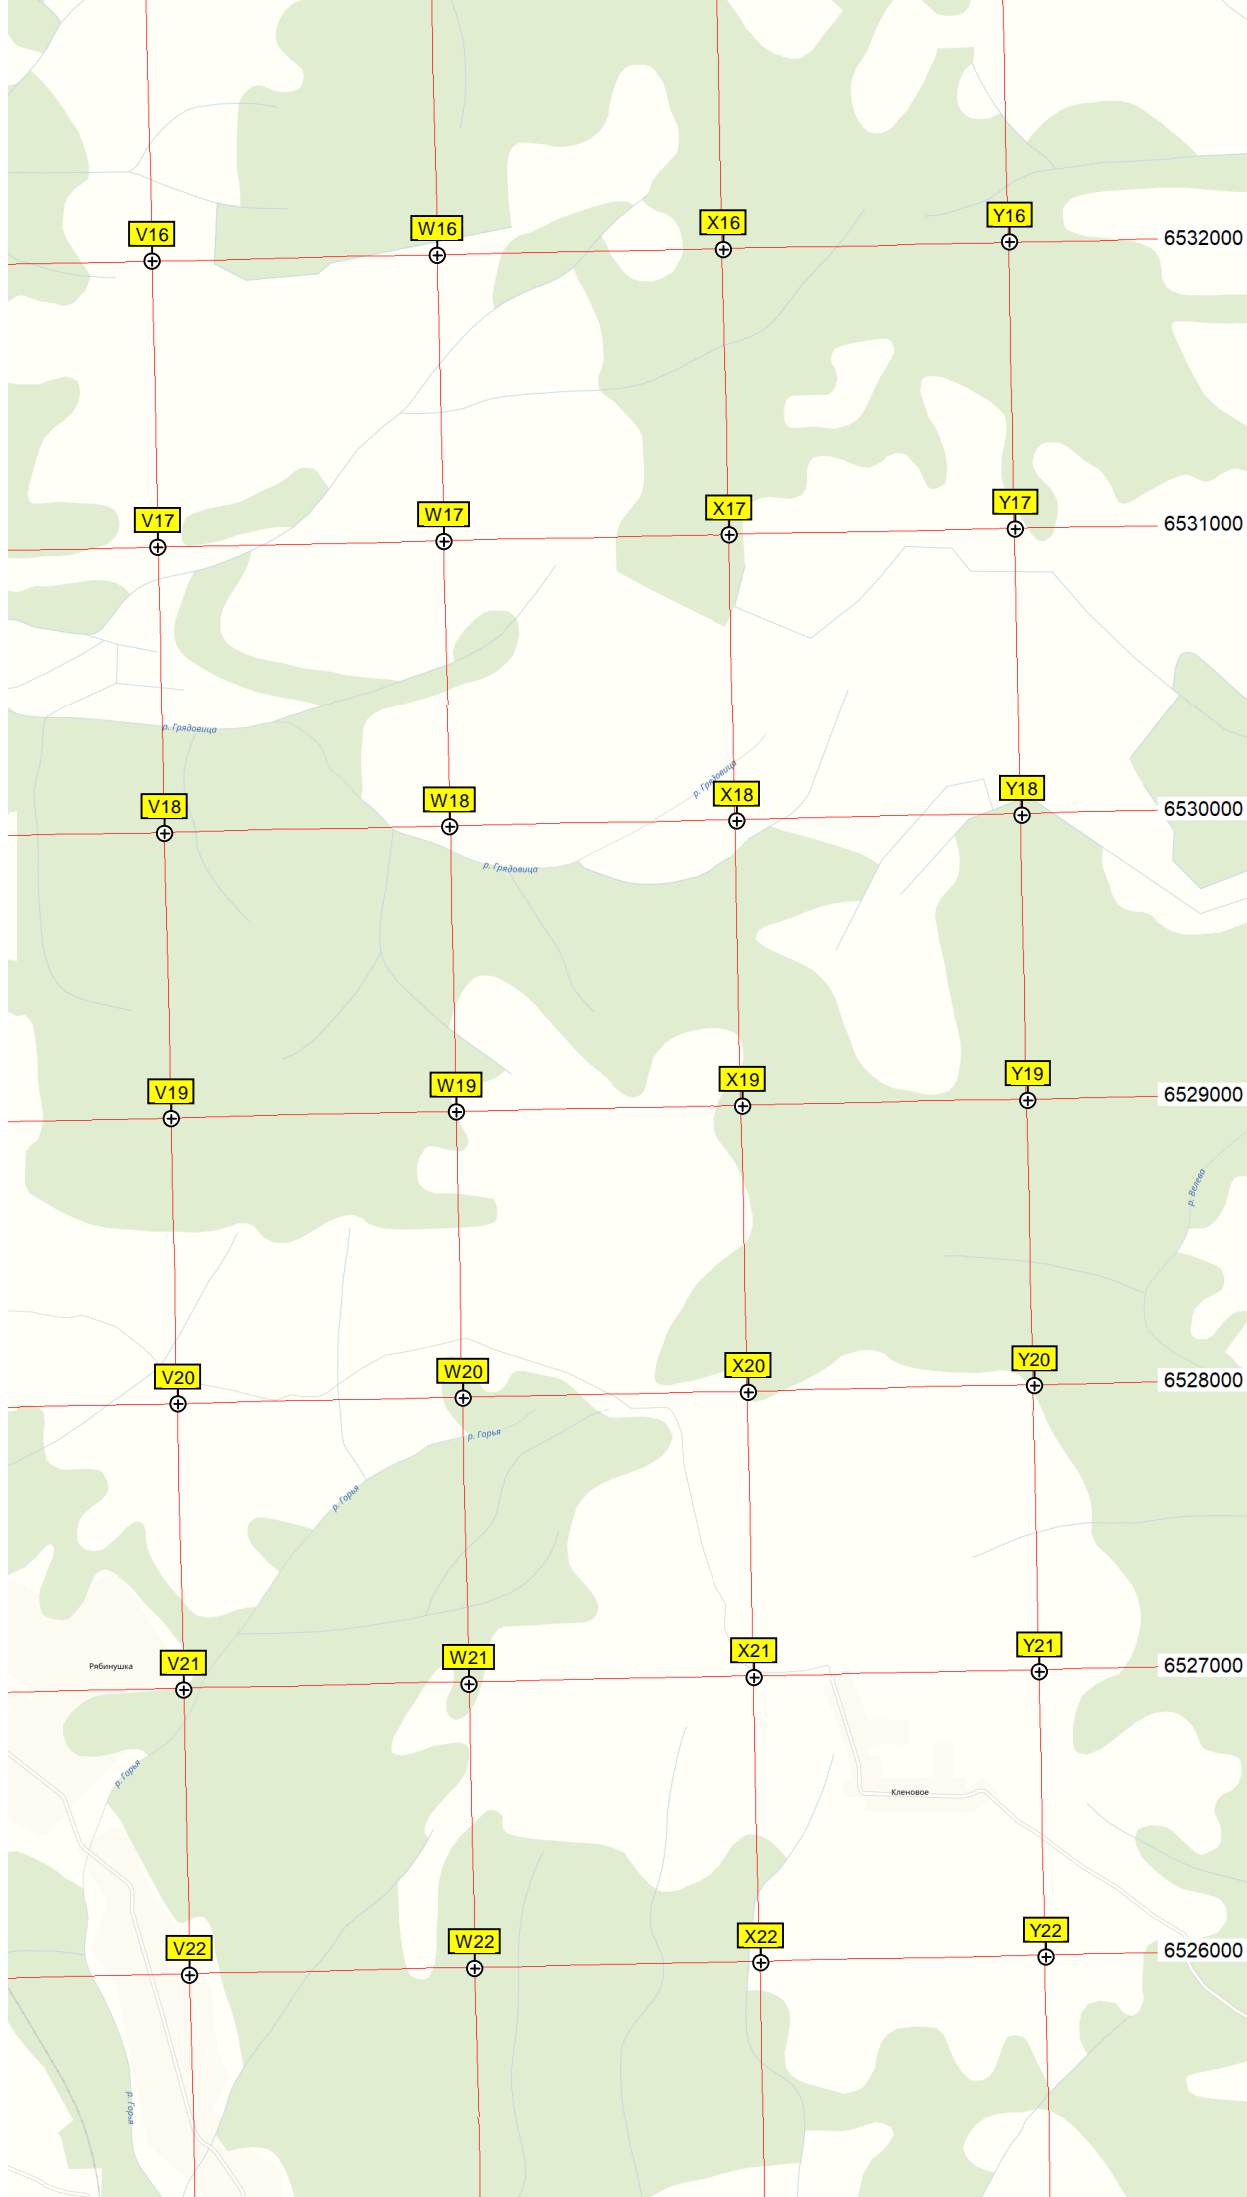 V16 W16 X16 Y16 6532000
V17 W17 X17 Y17 6531000
р. Грядовица
р. Грядовица
V18 W18 X18 Y18 6530000
р. Грядовица
V19 W19 X19 Y19 6529000
р. Велева
V20 W20 X20 Y20 6528000
р. Горья
р. Горья
Рябинушка
V21 W21 X21 Y21 6527000
р. Горья
Кленовое
V22 W22 X22 Y22 6526000
р. Горья